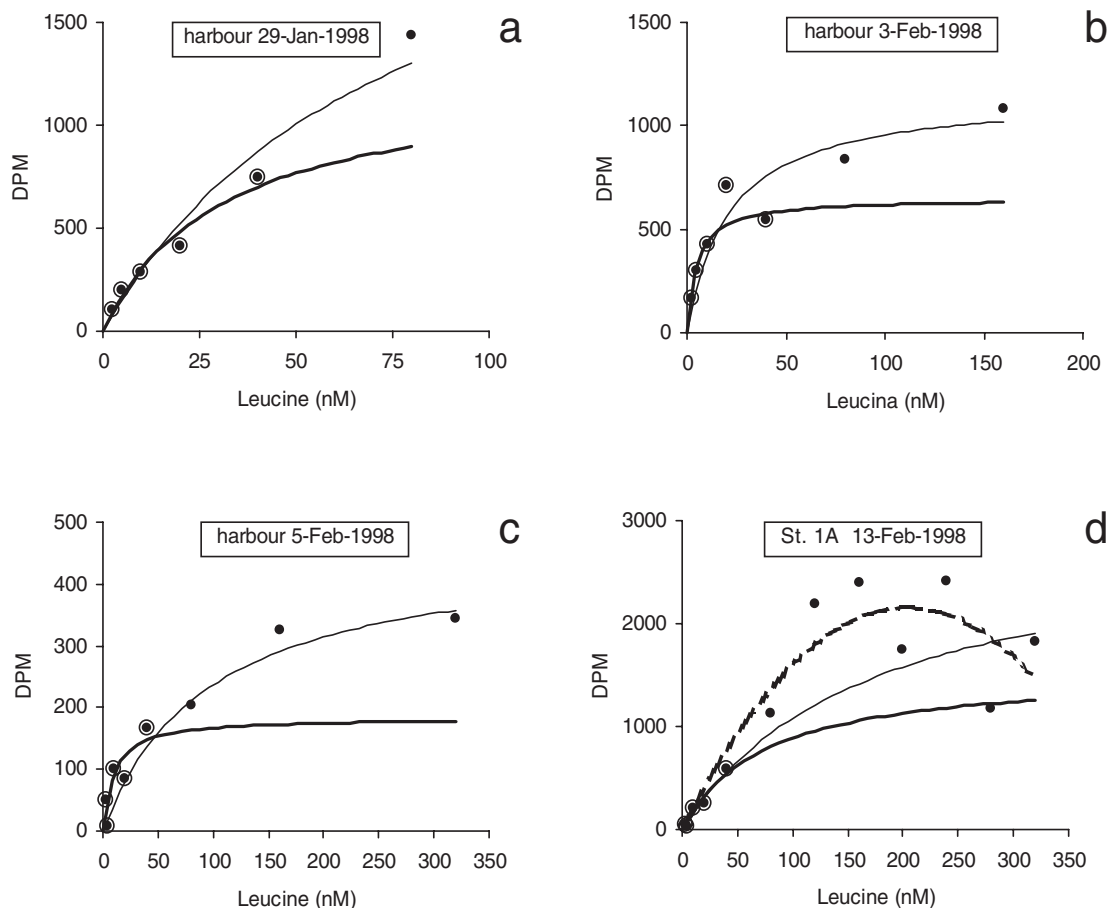 a
harbour 29-Jan-1998
1500
1000
500
0
DPM
0 25 50 75 100
Leucine (nM)
b
harbour 3-Feb-1998
1500
1000
500
0
DPM
0 50 100 150 200
Leucina (nM)
c
harbour 5-Feb-1998
500
400
300
200
100
0
DPM
0 50 100 150 200 250 300 350
Leucine (nM)
d
St. 1A 13-Feb-1998
3000
2000
1000
0
DPM
0 50 100 150 200 250 300 350
Leucine (nM)